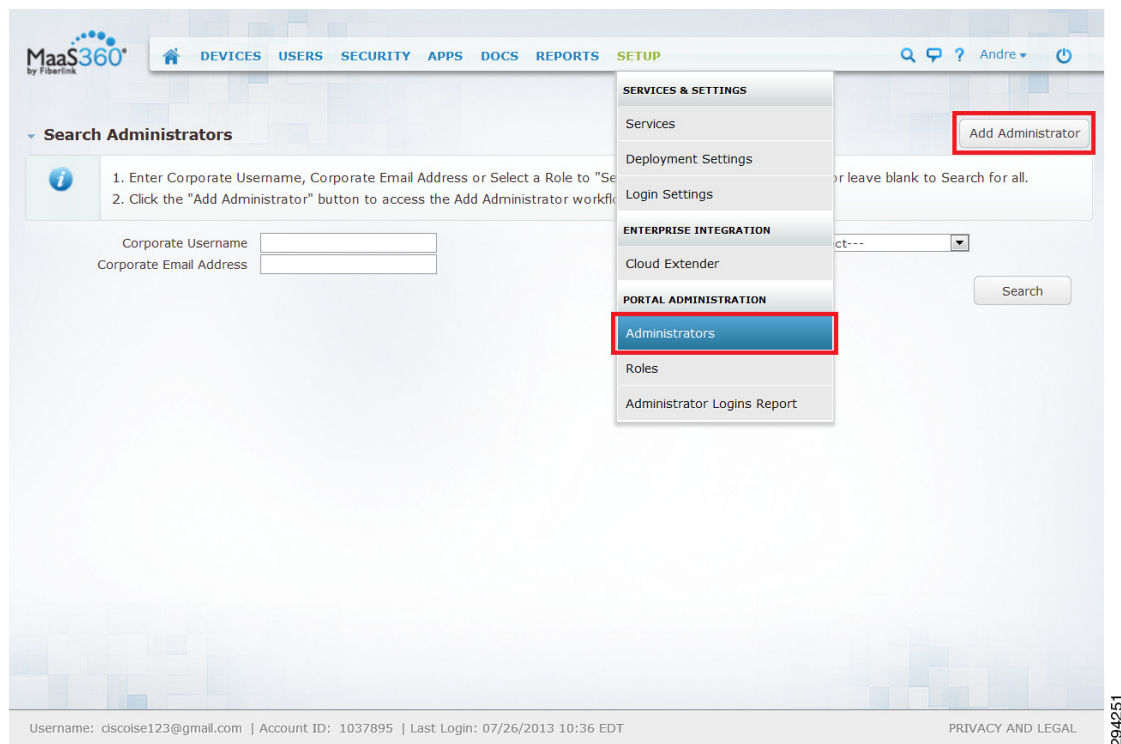 MaaS360
by Fiberlink
DEVICES USERS SECURITY APPS DOCS REPORTS SETUP
? Andre
SERVICES & SETTINGS
Services
Deployment Settings
Login Settings
ENTERPRISE INTEGRATION
Cloud Extender
PORTAL ADMINISTRATION
Administrators
Roles
Administrator Logins Report
Search Administrators
Add Administrator
1. Enter Corporate Username, Corporate Email Address or Select a Role to "Se or leave blank to Search for all.
2. Click the "Add Administrator" button to access the Add Administrator workfl
Corporate Username
ct---
Corporate Email Address
Search
Username: ciscoise123@gmail.com | Account ID: 1037895 | Last Login: 07/26/2013 10:36 EDT
PRIVACY AND LEGAL
294251